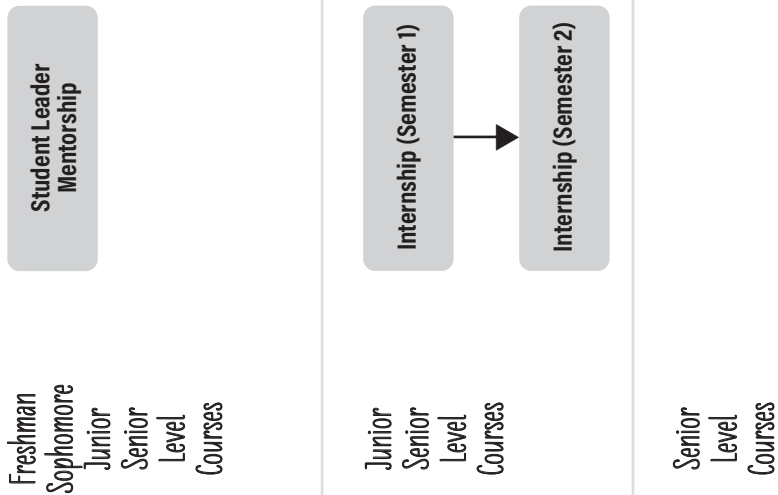 Freshman
Sophomore
Junior
Senior
Level
Courses
Student Leader
Mentorship
Junior
Senior
Level
Courses
Internship (Semester 1)
Internship (Semester 2)
Senior
Level
Courses